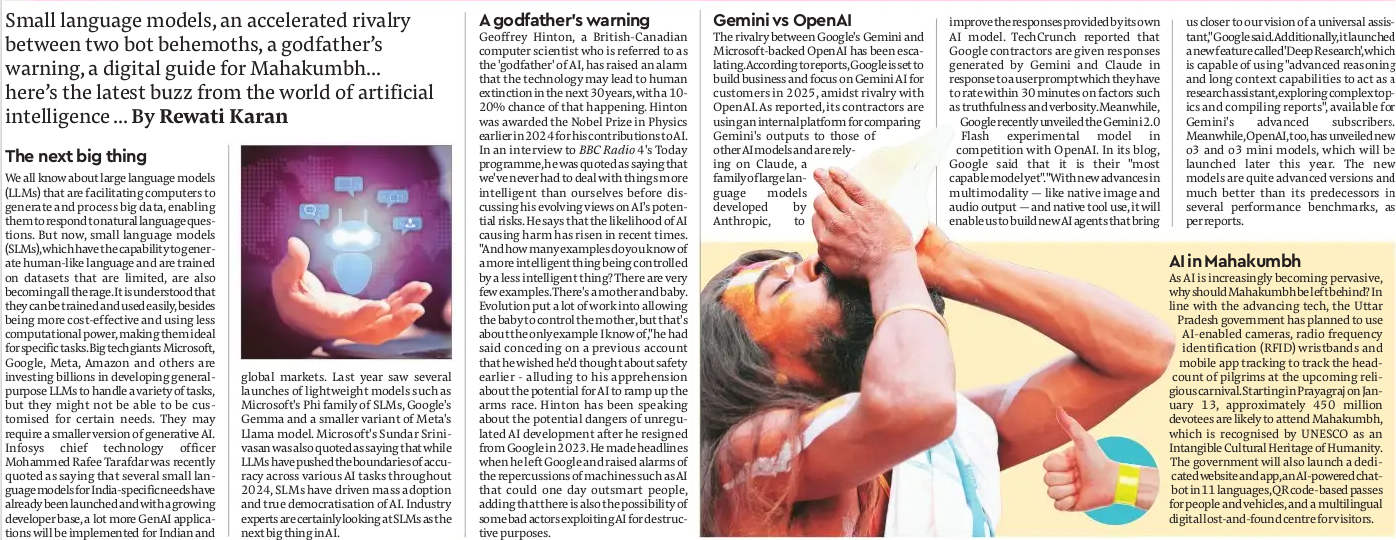 Small language models, an accelerated rivalry
between two bot behemoths, a godfather's
warning, a digital guide for Mahakumbh...
here's the latest buzz from the world of artificial
intelligence ... By Rewati Karan
The next big thing
We all know about large language models
(LLMs) that are facilitating computers to
generate and process big data, enabling
them to respond to natural language ques-
tions. But now, small language models
(SLMs), which have the capability to gener-
ate human-like language and are trained
on datasets that are limited, are also
becoming all the rage. It is understood that
they can be trained and used easily, besides
being more cost-effective and using less
computational power, making them ideal
for specific tasks. Big tech giants Microsoft,
Google, Meta, Amazon and others are
investing billions in developing general-
purpose LLMs to handle a variety of tasks,
but they might not be able to be cus-
tomised for certain needs. They may
require a smaller version of generative AI.
Infosys chief technology officer
Mohammed Rafee Tarafdar was recently
quoted as saying that several small lan-
guage models for India-specific needs have
already been launched and with a growing
developer base, a lot more GenAI applica-
tions will be implemented for Indian and
global markets. Last year saw several
launches of lightweight models such as
Microsoft's Phi family of SLMs, Google's
Gemma and a smaller variant of Meta's
Llama model. Microsoft's Sundar Srini-
vasan was also quoted as saying that while
LLMs have pushed the boundaries of accu-
racy across various AI tasks throughout
2024, SLMs have driven mass adoption
and true democratisation of AI. Industry
experts are certainly looking at SLMs as the
next big thing in AI.
A godfather's warning
Geoffrey Hinton, a British-Canadian
computer scientist who is referred to as
the 'godfather' of AI, has raised an alarm
that the technology may lead to human
extinction in the next 30 years, with a 10-
20% chance of that happening. Hinton
was awarded the Nobel Prize in Physics
earlier in 2024 for his contributions to AI.
In an interview to BBC Radio 4's Today
programme, he was quoted as saying that
we've never had to deal with things more
intelligent than ourselves before dis-
cussing his evolving views on AI's poten-
tial risks. He says that the likelihood of AI
causing harm has risen in recent times.
"And how many examples do you know of
a more intelligent thing being controlled
by a less intelligent thing? There are very
few examples. There's a mother and baby.
Evolution put a lot of work into allowing
the baby to control the mother, but that's
about the only example I know of," he had
said conceding on a previous account
that he wished he'd thought about safety
earlier - alluding to his apprehension
about the potential for AI to ramp up the
arms race. Hinton has been speaking
about the potential dangers of unregu-
lated AI development after he resigned
from Google in 2023. He made headlines
when he left Google and raised alarms of
the repercussions of machines such as AI
that could one day outsmart people,
adding that there is also the possibility of
some bad actors exploiting AI for destruc-
tive purposes.
Gemini vs OpenAI
The rivalry between Google's Gemini and
Microsoft-backed OpenAI has been esca-
lating. According to reports, Google is set to
build business and focus on Gemini AI for
customers in 2025, amidst rivalry with
OpenAI. As reported, its contractors are
using an internal platform for comparing
Gemini's outputs to those of
other AI models and are rely-
ing on Claude, a
family of large lan-
guage models
developed by
Anthropic, to
improve the responses provided by its own
AI model. TechCrunch reported that
Google contractors are given responses
generated by Gemini and Claude in
response to a user prompt which they have
to rate within 30 minutes on factors such
as truthfulness and verbosity. Meanwhile,
Google recently unveiled the Gemini 2.0
Flash experimental model in
competition with OpenAI. In its blog,
Google said that it is their "most
capable model yet". "With new advances in
multimodality — like native image and
audio output — and native tool use, it will
enable us to build new AI agents that bring
us closer to our vision of a universal assis-
tant," Google said. Additionally, it launched
a new feature called 'Deep Research', which
is capable of using "advanced reasoning
and long context capabilities to act as a
research assistant, exploring complex top-
ics and compiling reports", available for
Gemini's advanced subscribers.
Meanwhile, OpenAI, too, has unveiled new
o3 and o3 mini models, which will be
launched later this year. The new
models are quite advanced versions and
much better than its predecessors in
several performance benchmarks, as
per reports.
AI in Mahakumbh
As AI is increasingly becoming pervasive,
why should Mahakumbh be left behind? In
line with the advancing tech, the Uttar
Pradesh government has planned to use
AI-enabled cameras, radio frequency
identification (RFID) wristbands and
mobile app tracking to track the head-
count of pilgrims at the upcoming reli-
gious carnival. Starting in Prayagraj on Jan-
uary 13, approximately 450 million
devotees are likely to attend Mahakumbh,
which is recognised by UNESCO as an
Intangible Cultural Heritage of Humanity.
The government will also launch a dedi-
cated website and app, an AI-powered chat-
bot in 11 languages, QR code-based passes
for people and vehicles, and a multilingual
digital lost-and-found centre for visitors.